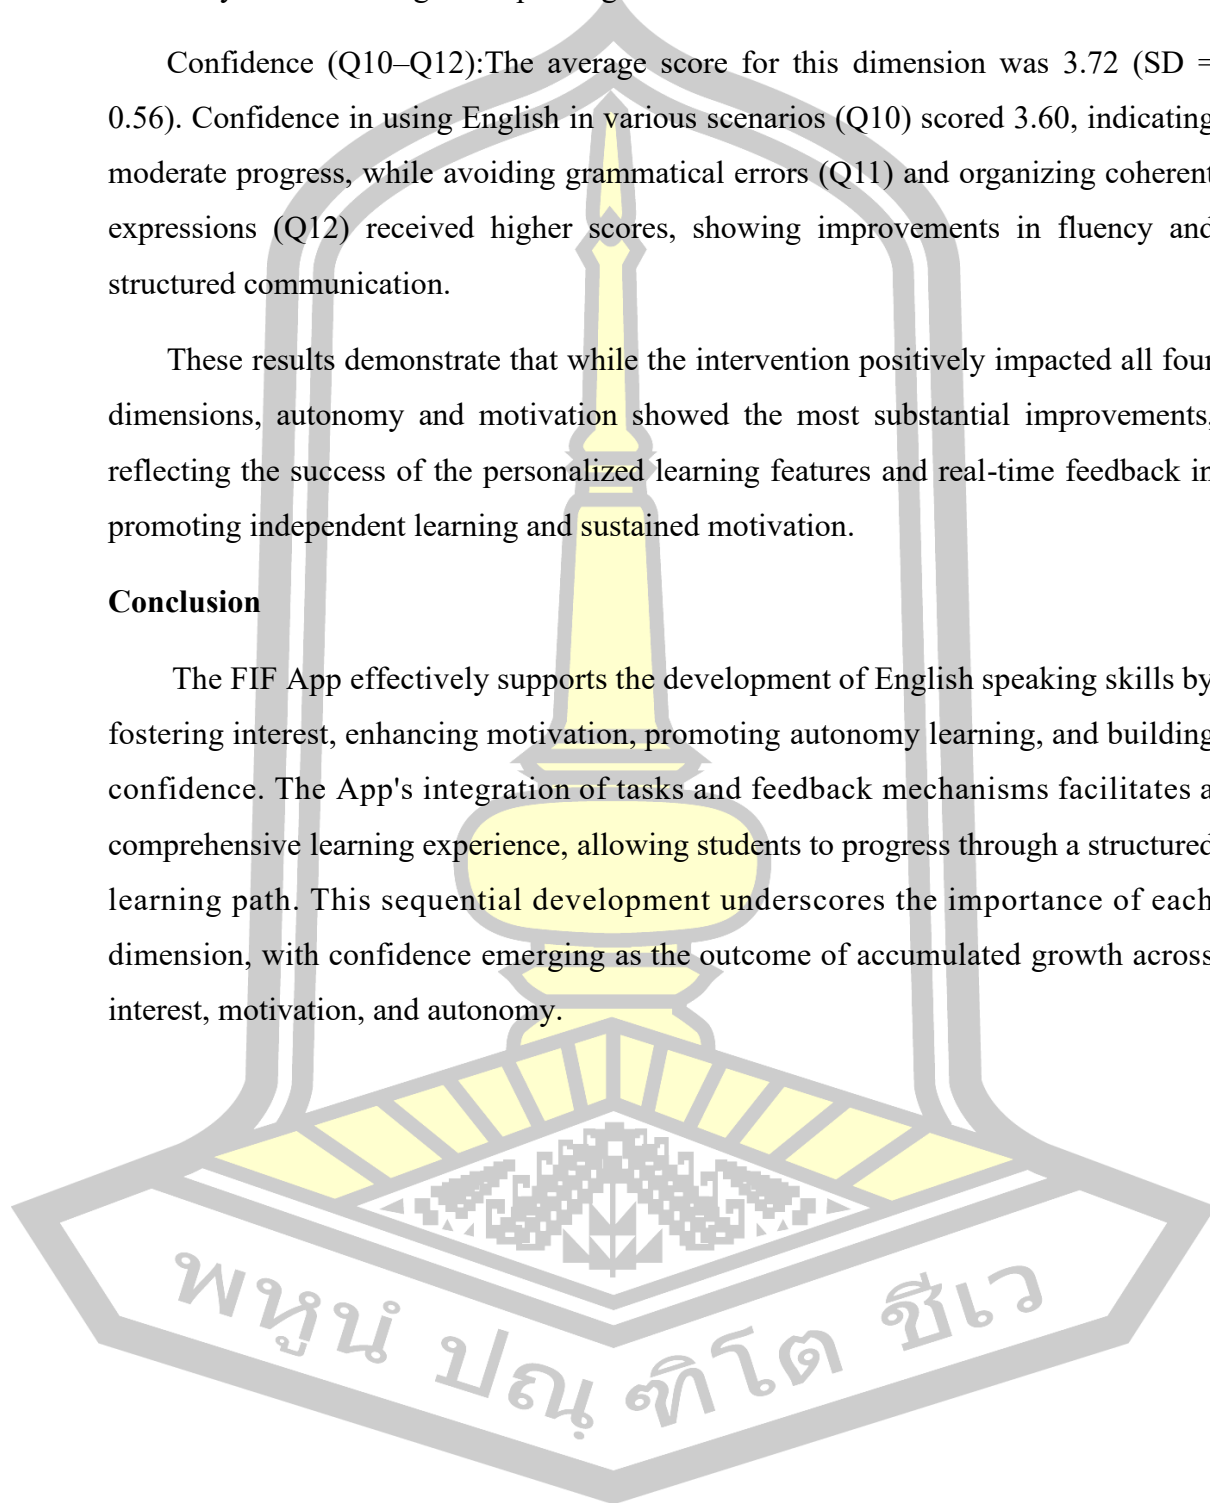 Confidence (Q10–Q12):The average score for this dimension was 3.72 (SD =
0.56). Confidence in using English in various scenarios (Q10) scored 3.60, indicating
moderate progress, while avoiding grammatical errors (Q11) and organizing coherent
expressions (Q12) received higher scores, showing improvements in fluency and
structured communication.
These results demonstrate that while the intervention positively impacted all four
dimensions, autonomy and motivation showed the most substantial improvements,
reflecting the success of the personalized learning features and real-time feedback in
promoting independent learning and sustained motivation.
Conclusion
The FIF App effectively supports the development of English speaking skills by
fostering interest, enhancing motivation, promoting autonomy learning, and building
confidence. The App's integration of tasks and feedback mechanisms facilitates a
comprehensive learning experience, allowing students to progress through a structured
learning path. This sequential development underscores the importance of each
dimension, with confidence emerging as the outcome of accumulated growth across
interest, motivation, and autonomy.
พหูนํ ปณฺฑิโต ชีเว